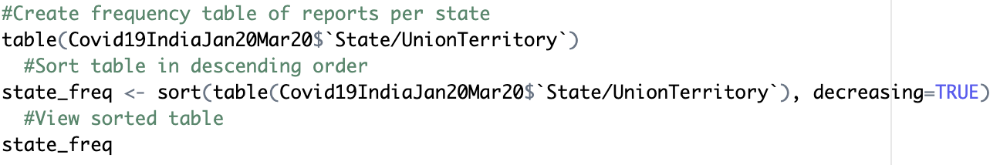 #Create frequency table of reports per state
table(Covid19IndiaJan20Mar20$`State/UnionTerritory`)
  #Sort table in descending order
state_freq <- sort(table(Covid19IndiaJan20Mar20$`State/UnionTerritory`), decreasing=TRUE)
  #View sorted table
state_freq